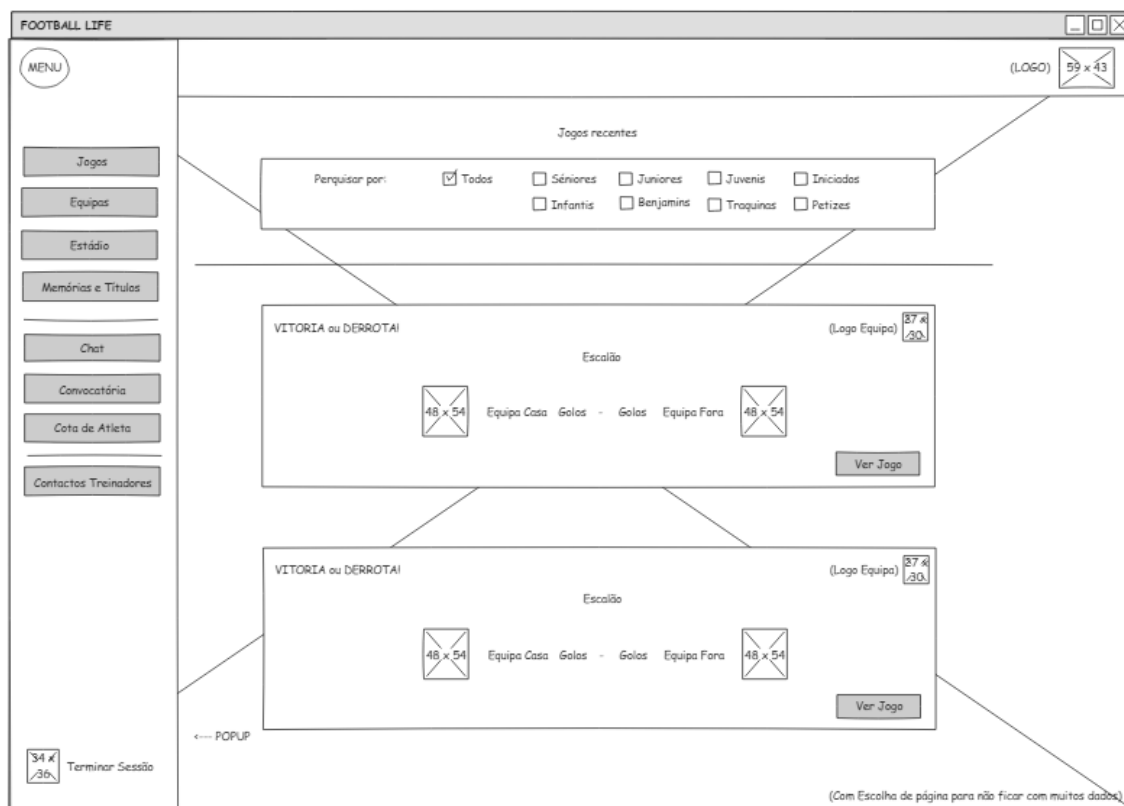 FOOTBALL LIFE
MENU
(LOGO) 59 x 43
Jogos
Equipas
Estádio
Memórias e Títulos
Chat
Convocatória
Cota de Atleta
Contactos Treinadores
34 x 36 Terminar Sessão
Jogos recentes
Perquisar por: Todos Séniores Juniores Juvenis Iniciados
Infantis Benjamins Traquinas Petizes
VITORIA ou DERROTA! (Logo Equipa) 37 x 30
Escalão
48 x 54 Equipa Casa Golos - Golos Equipa Fora 48 x 54
Ver Jogo
VITORIA ou DERROTA! (Logo Equipa) 37 x 30
Escalão
48 x 54 Equipa Casa Golos - Golos Equipa Fora 48 x 54
Ver Jogo
<--- POPUP
(Com Escolha de página para não ficar com muitos dados)